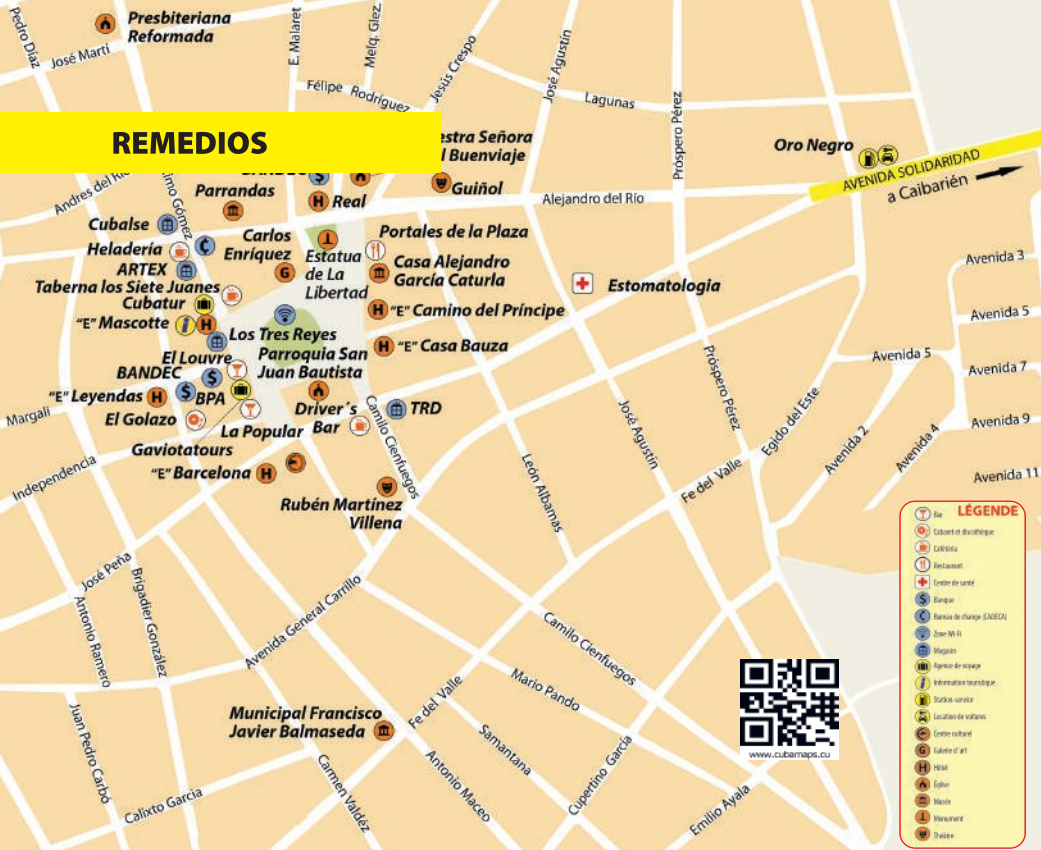 Presbiteriana
Reformada
Pedro Díaz
José Martí
E. Malaret
Melq. Glez.
Jesus Crespo
José Agustín
Félipe Rodríguez
Lagunas
Próspero Pérez
REMEDIOS
estra Señora
l Buenviaje
Oro Negro
AVENIDA SOLIDARIDAD
a Caibarién
Andres del Río
imo Gómez
Parrandas
BANDEC
Real
Guiñol
Alejandro del Río
Cubalse
Heladería
ARTEX
Taberna los Siete Juanes
Cubatur
"E" Mascotte
Carlos
Enríquez
Estatua
de La
Libertad
Portales de la Plaza
Casa Alejandro
García Caturla
"E" Camino del Príncipe
"E" Casa Bauza
Estomatologia
Avenida 3
Avenida 5
Avenida 5
Avenida 7
Avenida 9
Avenida 11
Los Tres Reyes
El Louvre
Parroquia San
Juan Bautista
BANDEC
"E" Leyendas
BPA
El Golazo
Margali
La Popular
Driver´s
Bar
TRD
Gaviotatours
"E" Barcelona
Independencia
Camilo Cienfuegos
Rubén Martínez
Villena
León Albarnas
José Agustín
Próspero Pérez
Egido del Este
Avenida 2
Avenida 4
Fe del Valle
José Peña
Antonio Ramero
Brigadier González
Avenida General Carrillo
Camilo Cienfuegos
Mario Pando
Municipal Francisco
Javier Balmaseda
Fe del Valle
Samantana
Cupertino García
Antonio Maceo
Carmen Valdéz
Juan Pedro Carbó
Calixto Garcia
Emilio Ayala
www.cubamaps.cu
LÉGENDE
Bar
Cabaret et discothèque
Cafétéria
Restaurant
Centre de santé
Banque
Bureau de change (CADECA)
Zone Wi-Fi
Magasin
Agence de voyage
Information touristique
Station-service
Location de voitures
Centre culturel
Galerie d´art
Hôtel
Église
Musée
Monument
Théâtre